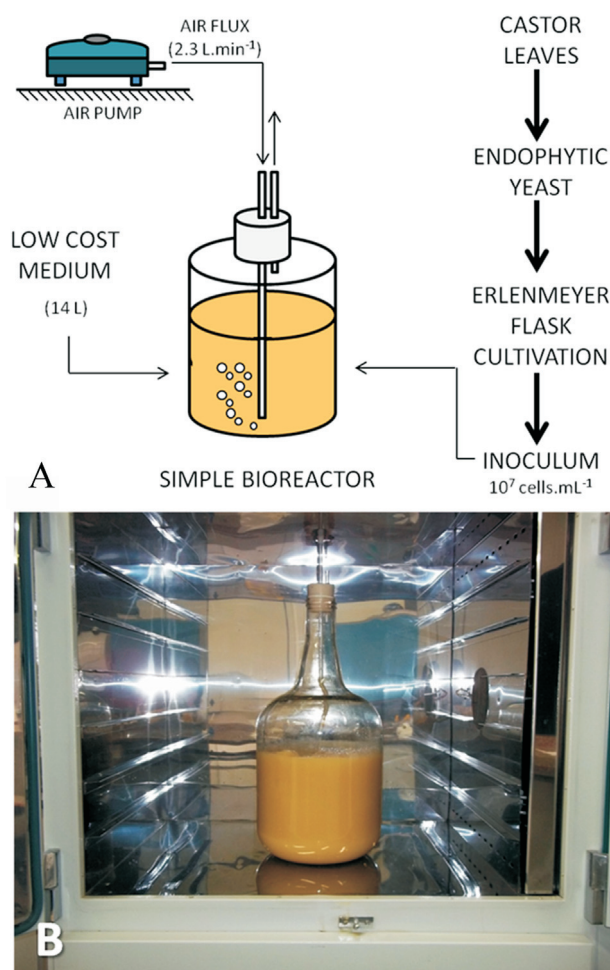 AIR FLUX
(2.3 L.min⁻¹)
AIR PUMP
CASTOR
LEAVES
ENDOPHYTIC
YEAST
LOW COST
MEDIUM
(14 L)
ERLENMEYER
FLASK
CULTIVATION
INOCULUM
10⁷ cells.mL⁻¹
A
SIMPLE BIOREACTOR
B